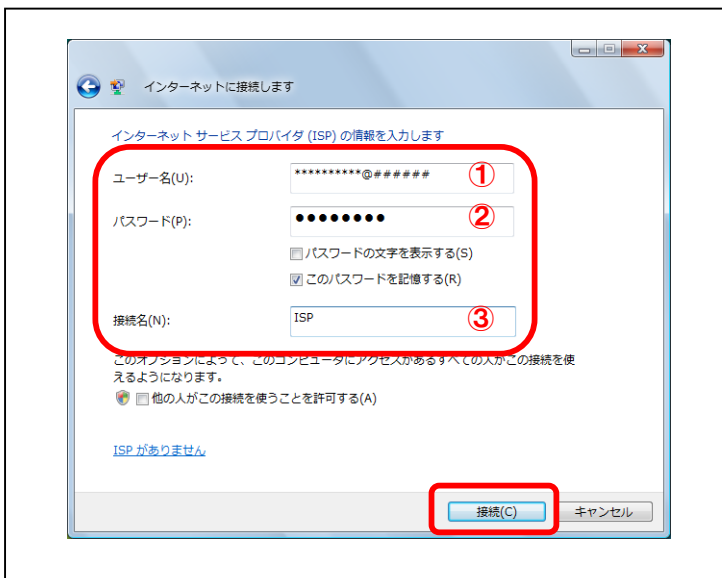 インターネットに接続します
インターネット サービス プロバイダ (ISP) の情報を入力します
ユーザー名(U): **********@###### ①
パスワード(P): ●●●●●●●● ②
パスワードの文字を表示する(S)
このパスワードを記憶する(R)
接続名(N): ISP ③
このオプションによって、このコンピュータにアクセスがあるすべての人がこの接続を使
えるようになります。
他の人がこの接続を使うことを許可する(A)
ISP がありません
接続(C) キャンセル